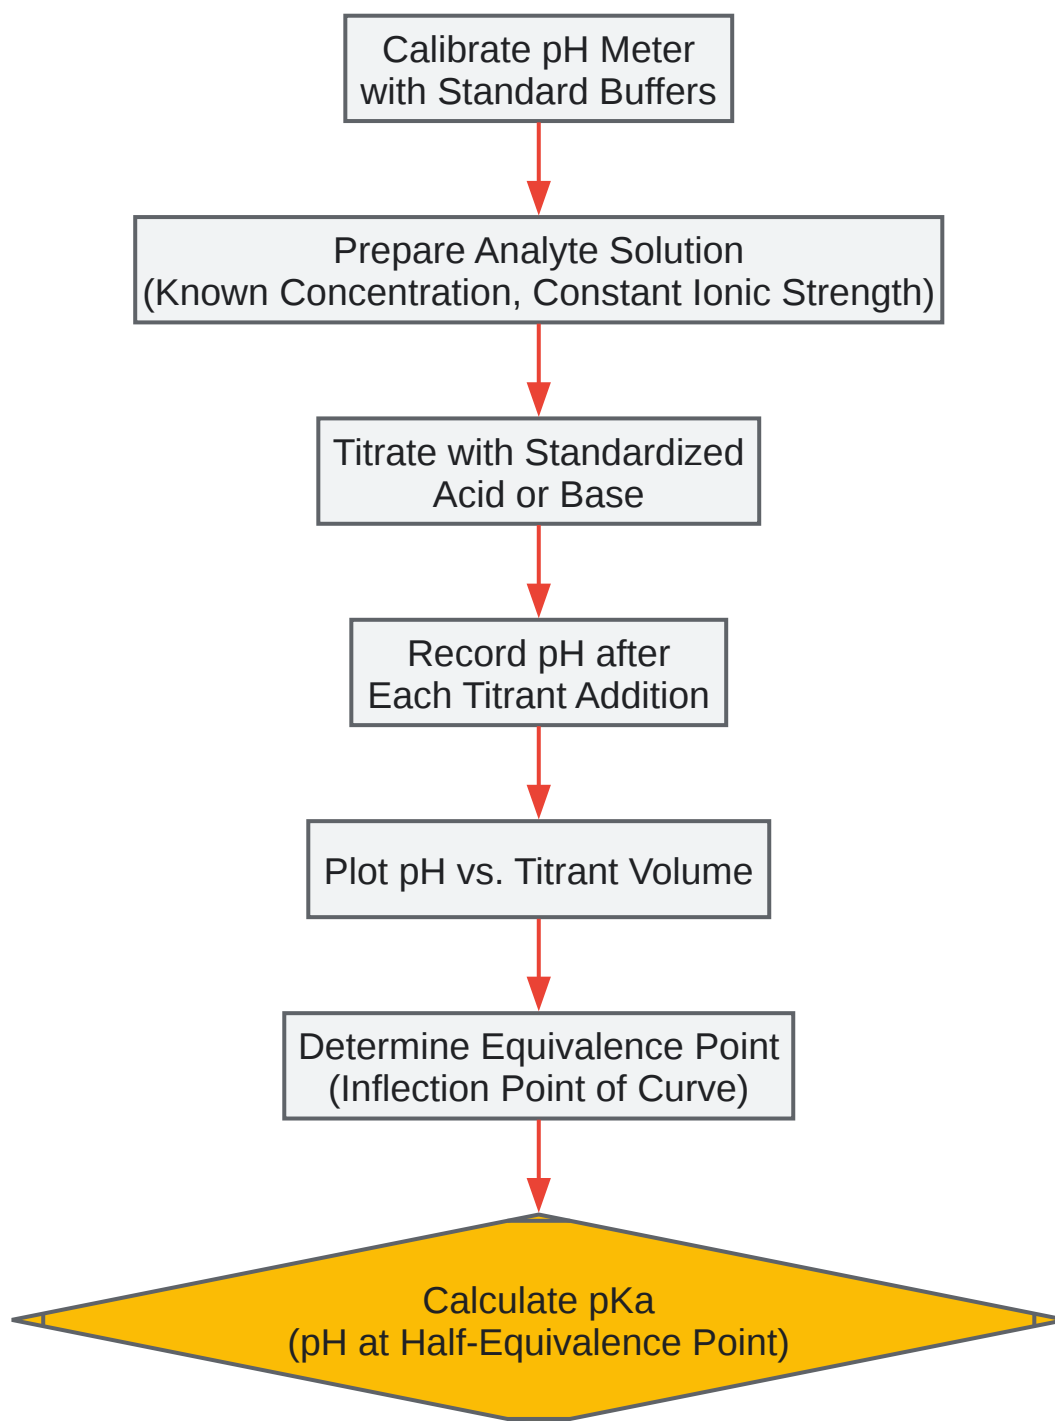 Calibrate pH Meter
with Standard Buffers
Prepare Analyte Solution
(Known Concentration, Constant Ionic Strength)
Titrate with Standardized
Acid or Base
Record pH after
Each Titrant Addition
Plot pH vs. Titrant Volume
Determine Equivalence Point
(Inflection Point of Curve)
Calculate pKa
(pH at Half-Equivalence Point)